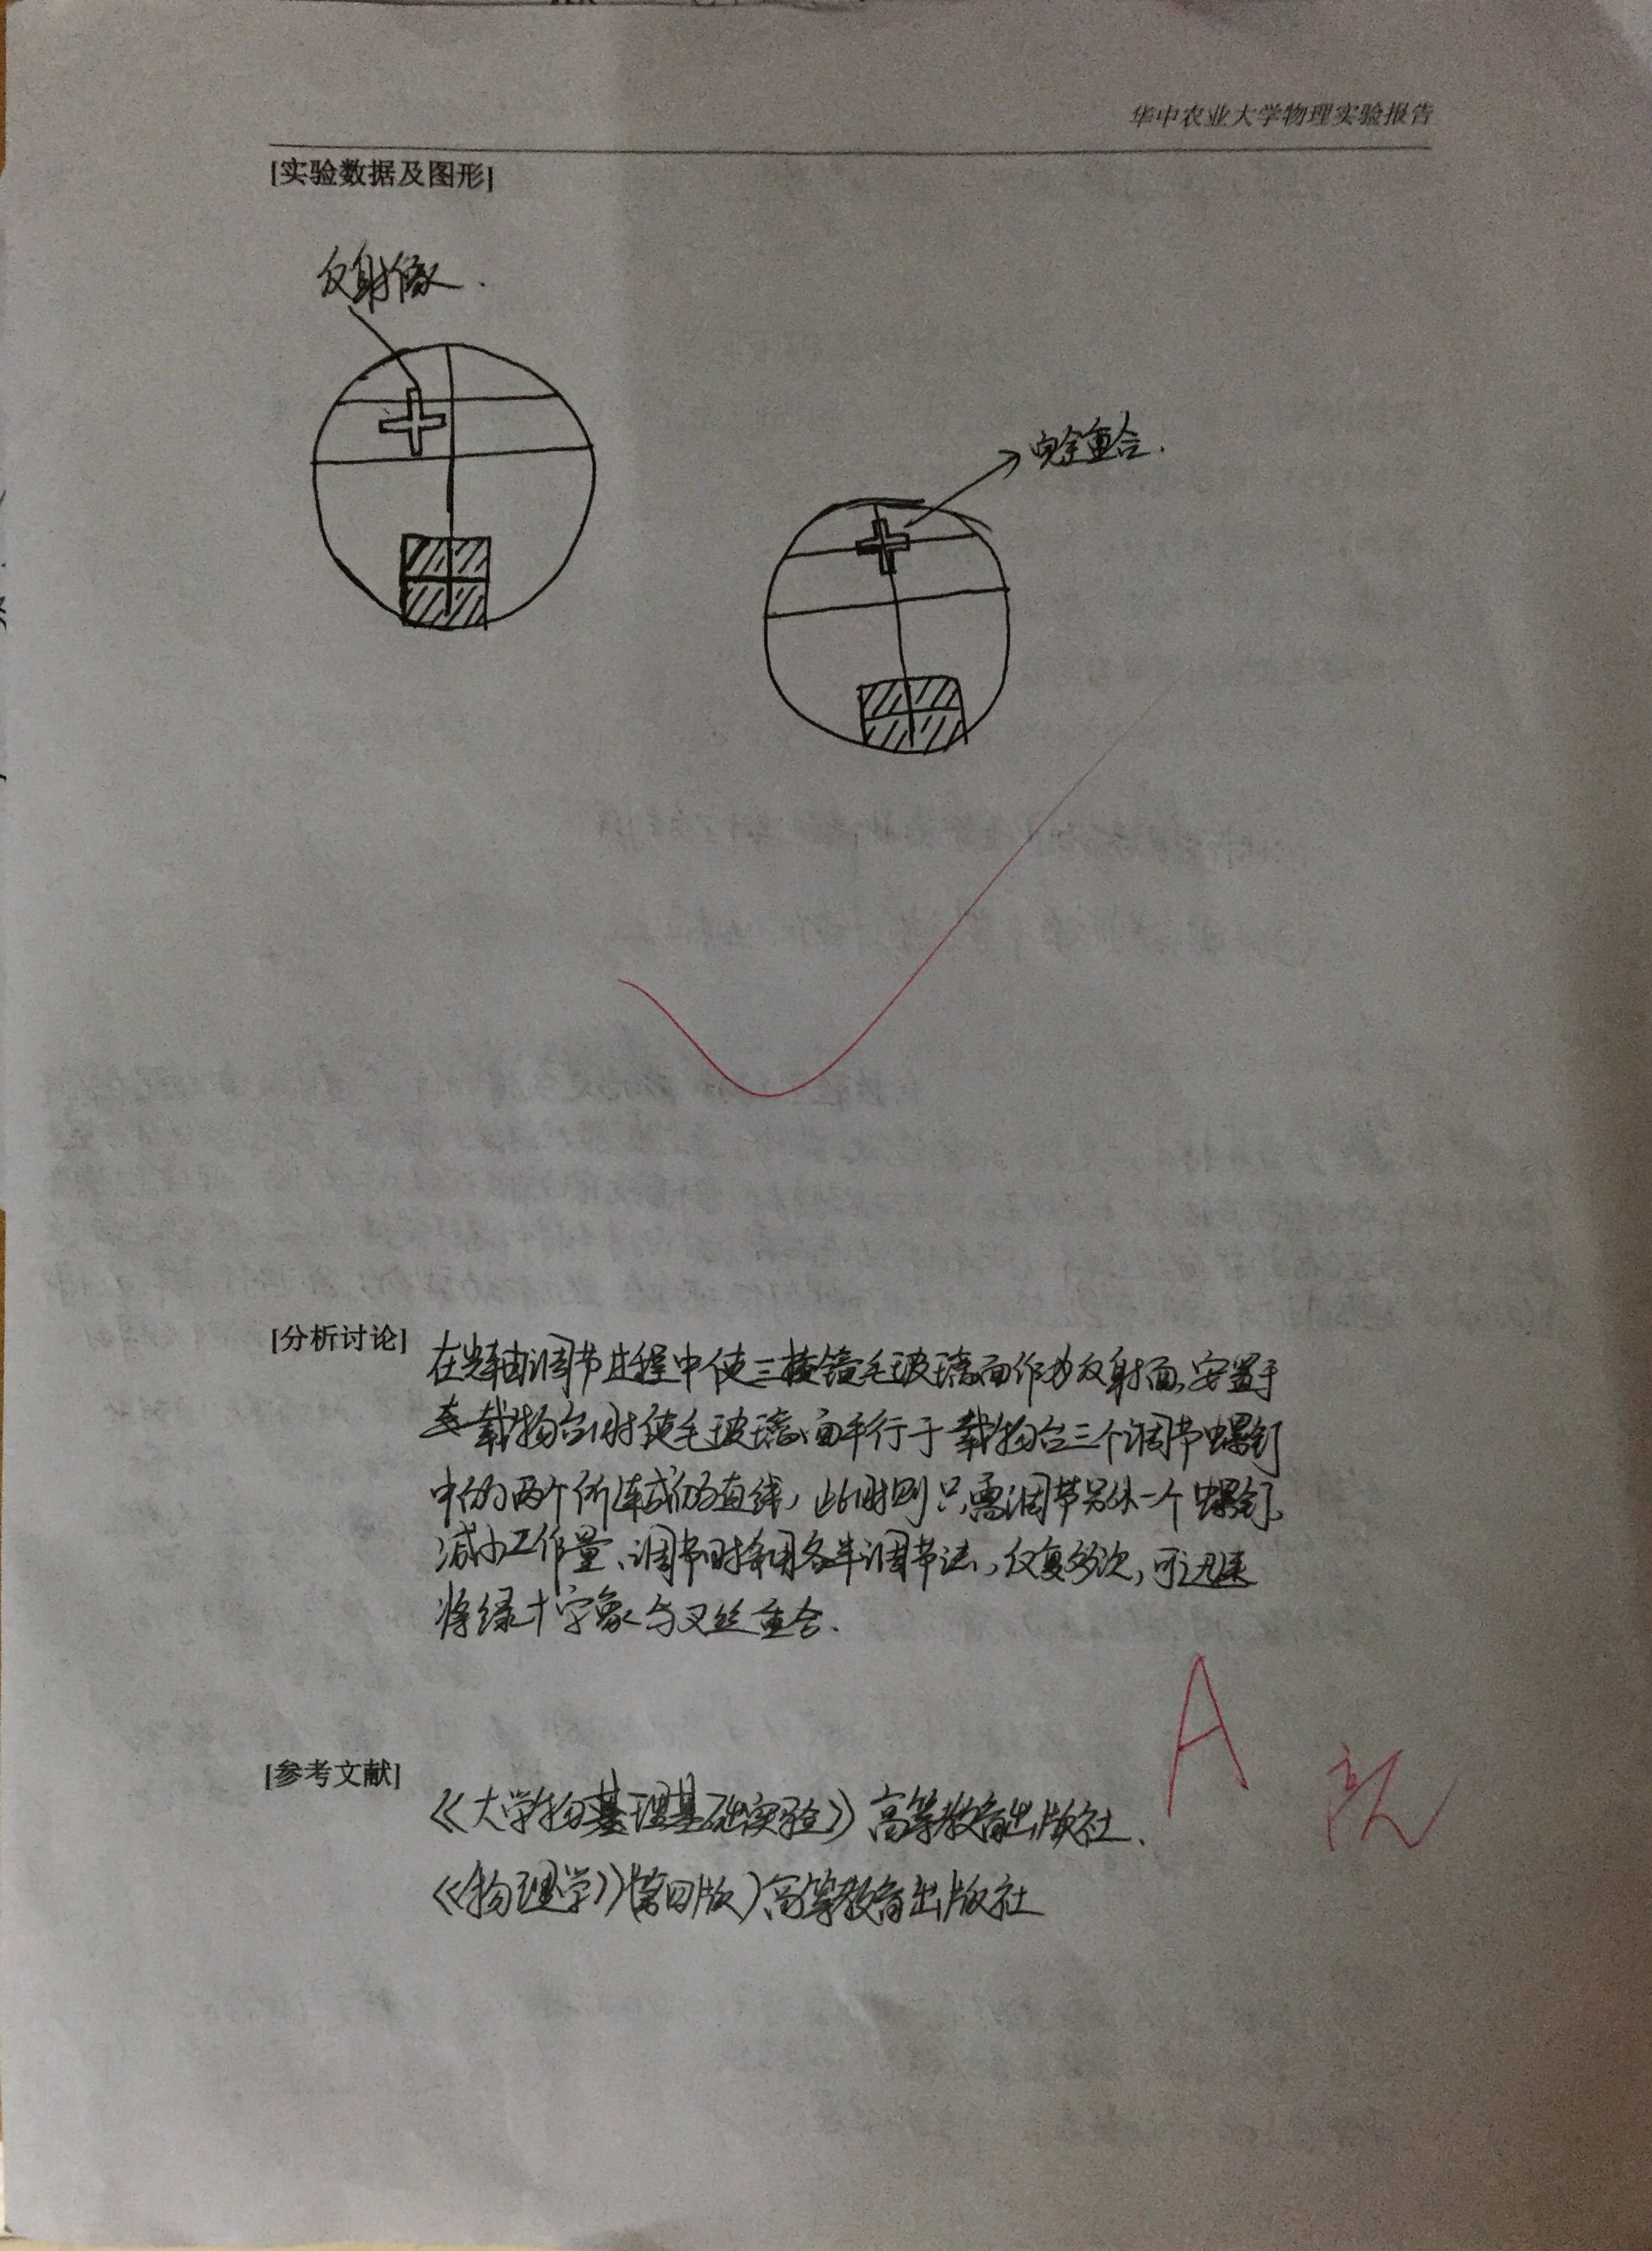 华中农业大学物理实验报告
[实验数据及图形]
反射像.
完全重合.
[分析讨论]
在光轴调节过程中使三棱镜毛玻璃面作为反射面,安置于
载物台时使毛玻璃面平行于载物台三个调节螺钉
中的两个所连成的直线,此时则只需调节另外一个螺钉,
减小工作量、调节时利用各半调节法,反复多次,可迅速
将绿十字象与叉丝重合.
A
[参考文献]
《大学物理基础实验》高等教育出版社.
《物理学》(第四版)高等教育出版社